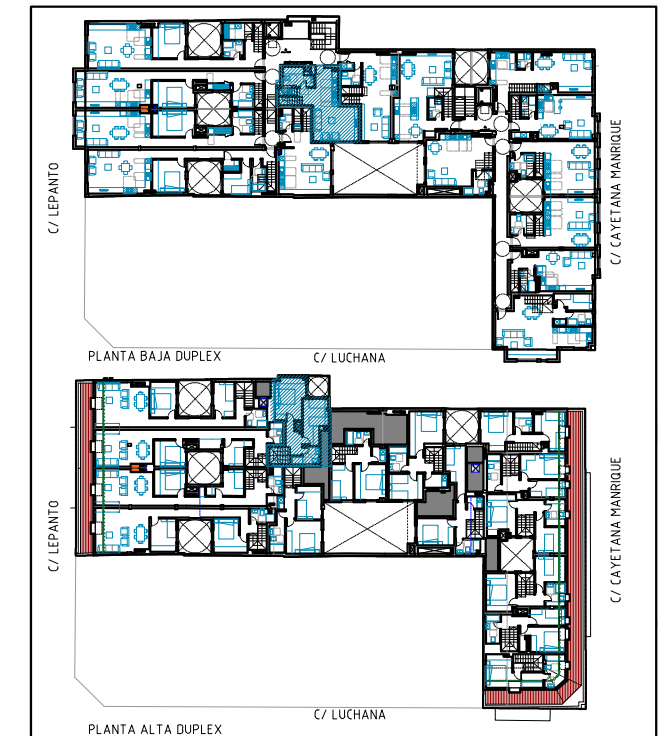 C/ LEPANTO
C/ CAYETANA MANRIQUE
PLANTA BAJA DUPLEX
C/ LUCHANA
C/ LEPANTO
C/ CAYETANA MANRIQUE
C/ LUCHANA
PLANTA ALTA DUPLEX